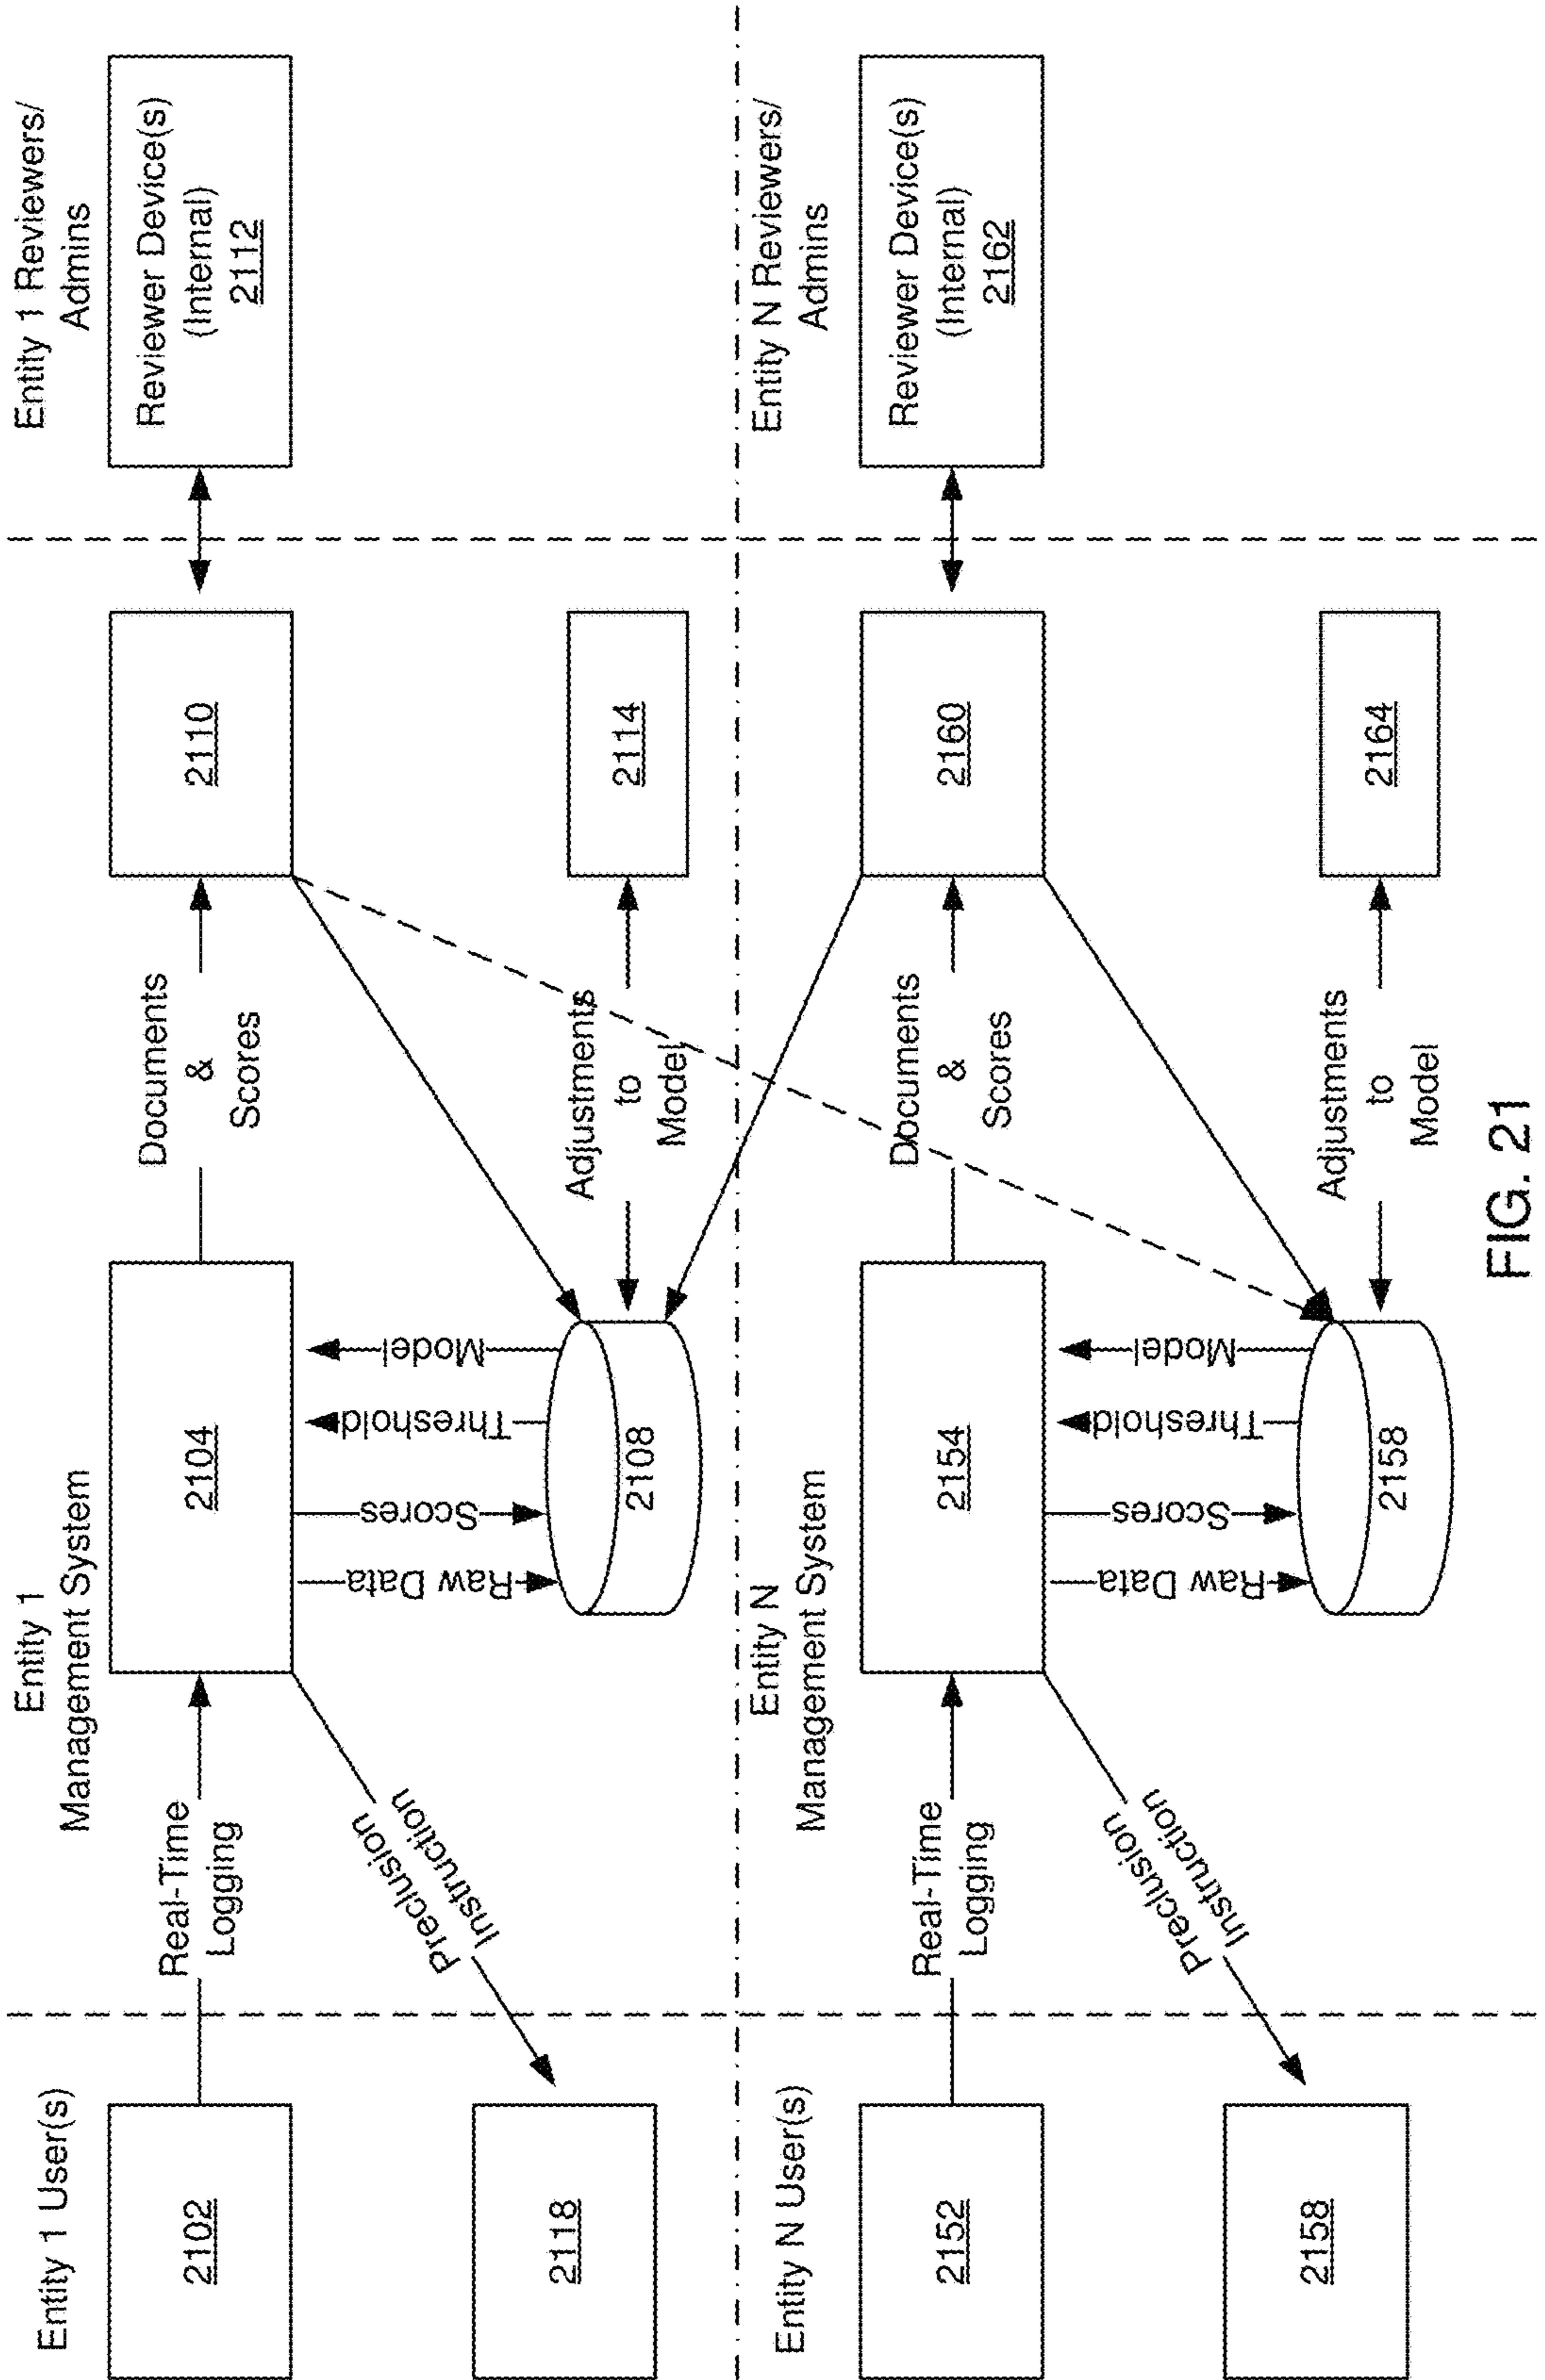 Entity 1 User(s)
2102
2118
Real-Time
Logging
Preclusion
Instruction
Entity 1
Management System
2104
Raw Data
Scores
Threshold
Model
2108
Documents
&
Scores
Adjustments
to
Model
2110
2114
Entity 1 Reviewers/
Admins
Reviewer Device(s)
(Internal)
2112
Entity N User(s)
2152
2158
Real-Time
Logging
Preclusion
Instruction
Entity N
Management System
2154
Raw Data
Scores
Threshold
Model
2158
Documents
&
Scores
Adjustments
to
Model
2160
2164
Entity N Reviewers/
Admins
Reviewer Device(s)
(Internal)
2162
FIG. 21